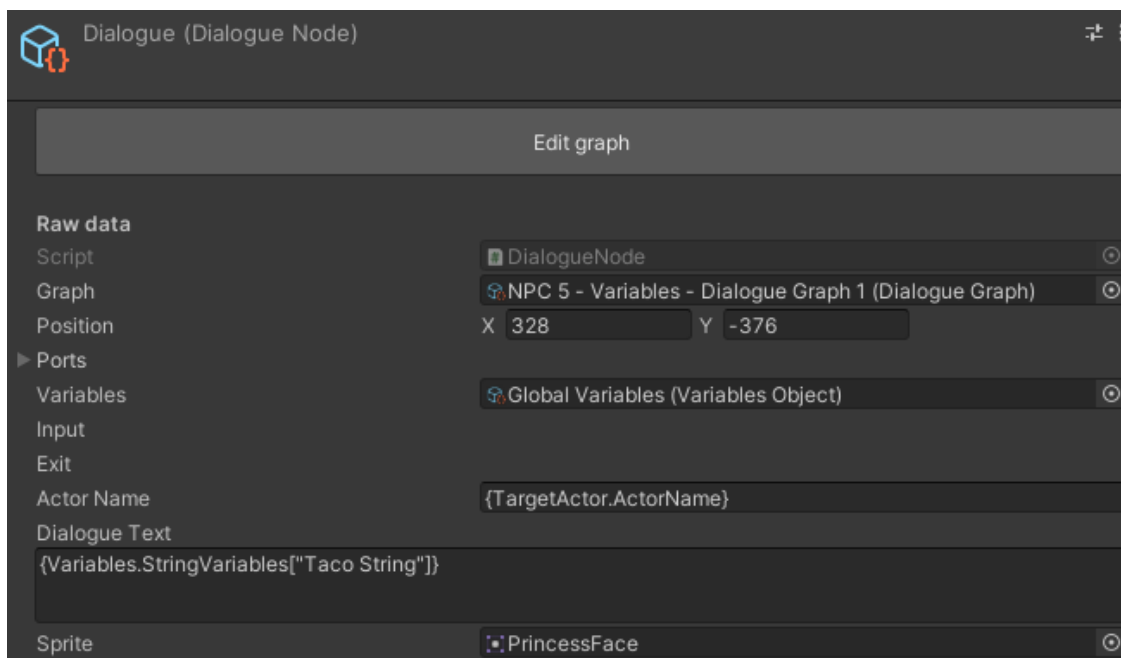 Dialogue (Dialogue Node)
Edit graph
Raw data
Script DialogueNode
Graph NPC 5 - Variables - Dialogue Graph 1 (Dialogue Graph)
Position X 328 Y -376
Ports
Variables Global Variables (Variables Object)
Input
Exit
Actor Name {TargetActor.ActorName}
Dialogue Text
{Variables.StringVariables["Taco String"]}
Sprite PrincessFace